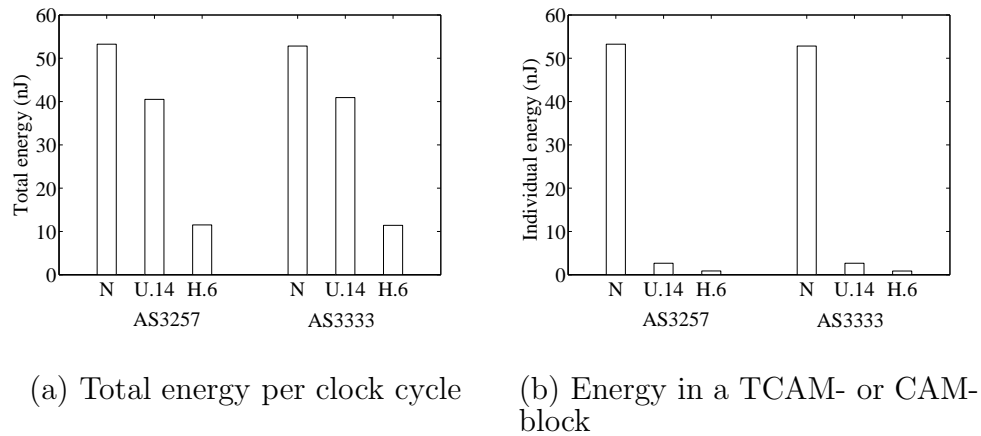 60
50
40
30
20
10
0
Total energy (nJ)
N U.14 H.6 N U.14 H.6
AS3257 AS3333
(a) Total energy per clock cycle
60
50
40
30
20
10
0
Individual energy (nJ)
N U.14 H.6 N U.14 H.6
AS3257 AS3333
(b) Energy in a TCAM- or CAM-
block